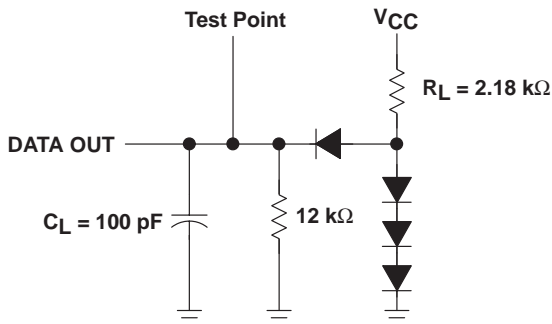 Test Point
VCC
RL = 2.18 kΩ
DATA OUT
CL = 100 pF
12 kΩ